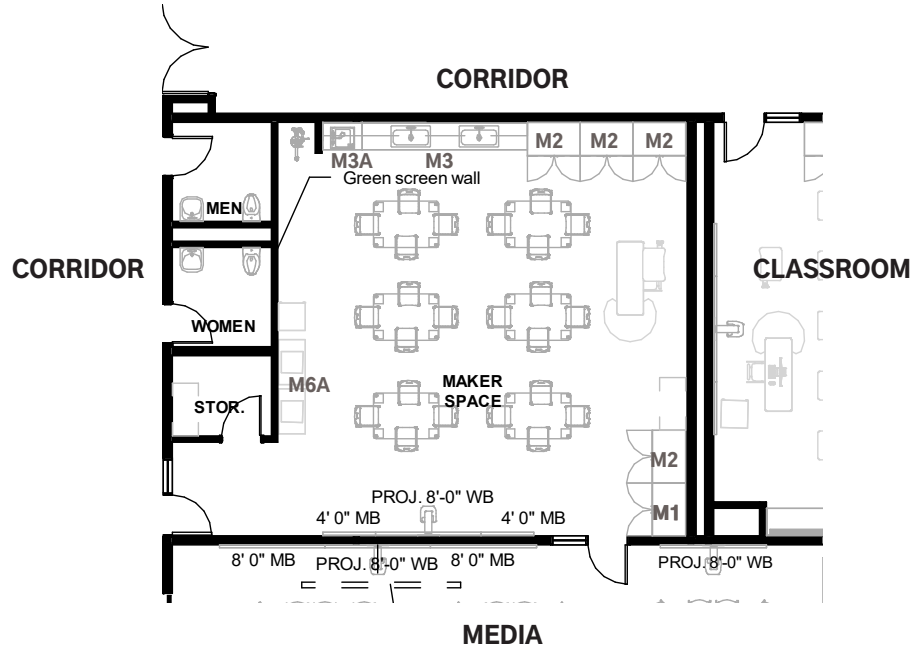 CORRIDOR
M2 M2 M2
M3A M3
Green screen wall
MEN
CORRIDOR
CLASSROOM
WOMEN
M6A
MAKER
SPACE
STOR.
M2
PROJ. 8'-0" WB
M1
4' 0" MB 4' 0" MB
8' 0" MB PROJ. 8'-0" WB 8' 0" MB PROJ. 8'-0" WB
MEDIA